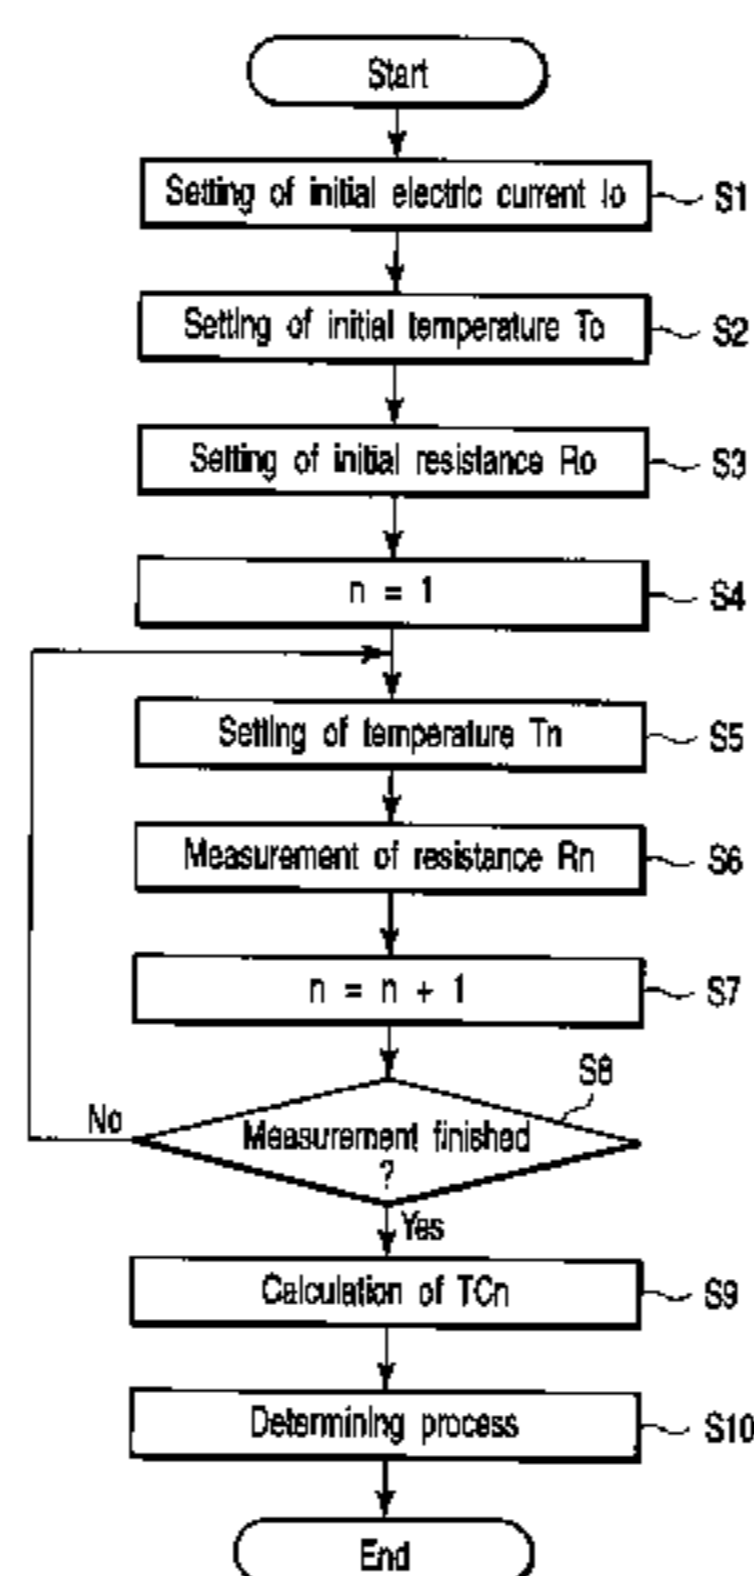 Start
Setting of initial electric current Io S1
Setting of initial temperature To S2
Setting of initial resistance Ro S3
n = 1 S4
Setting of temperature Tn S5
Measurement of resistance Rn S6
n = n + 1 S7
S8
No
Measurement finished
?
Yes
Calculation of TCn S9
Determining process S10
End